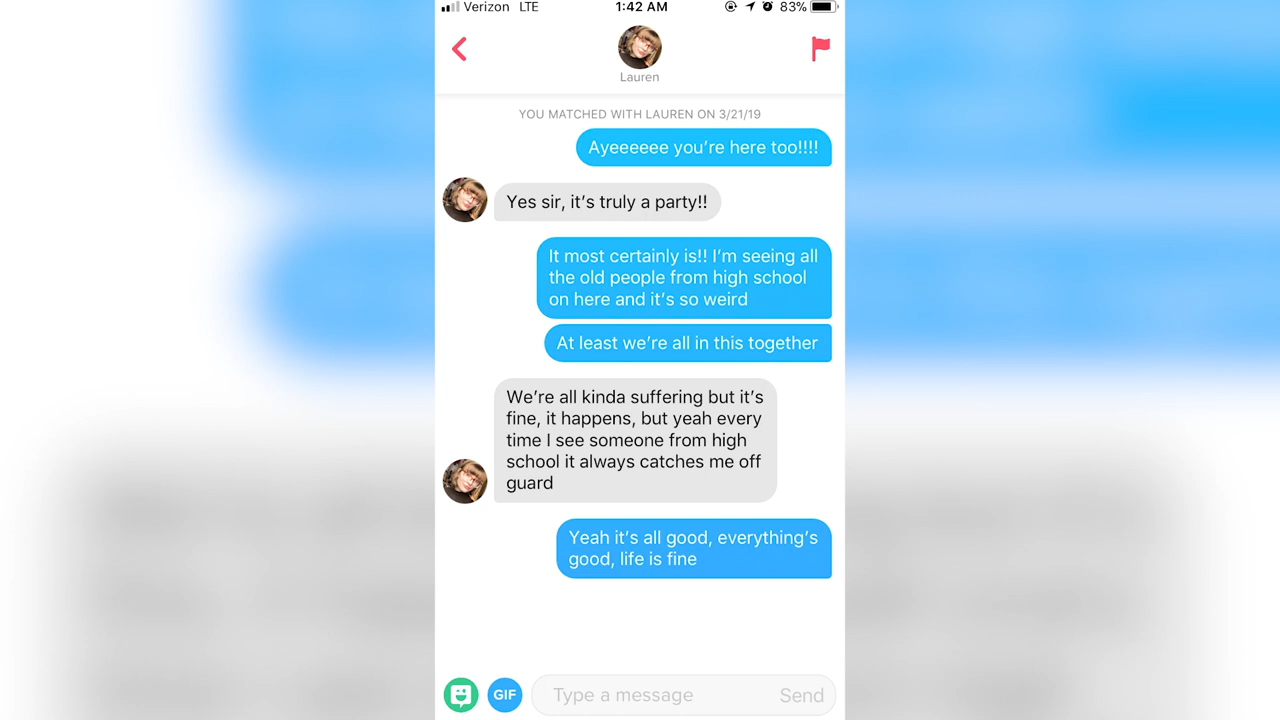 Verizon LTE 1:42 AM 83%
Lauren
YOU MATCHED WITH LAUREN ON 3/21/19
Ayeeeeee you're here too!!!!
Yes sir, it's truly a party!!
It most certainly is!! I'm seeing all
the old people from high school
on here and it's so weird
At least we're all in this together
We're all kinda suffering but it's
fine, it happens, but yeah every
time I see someone from high
school it always catches me off
guard
Yeah it's all good, everything's
good, life is fine
GIF Type a message Send